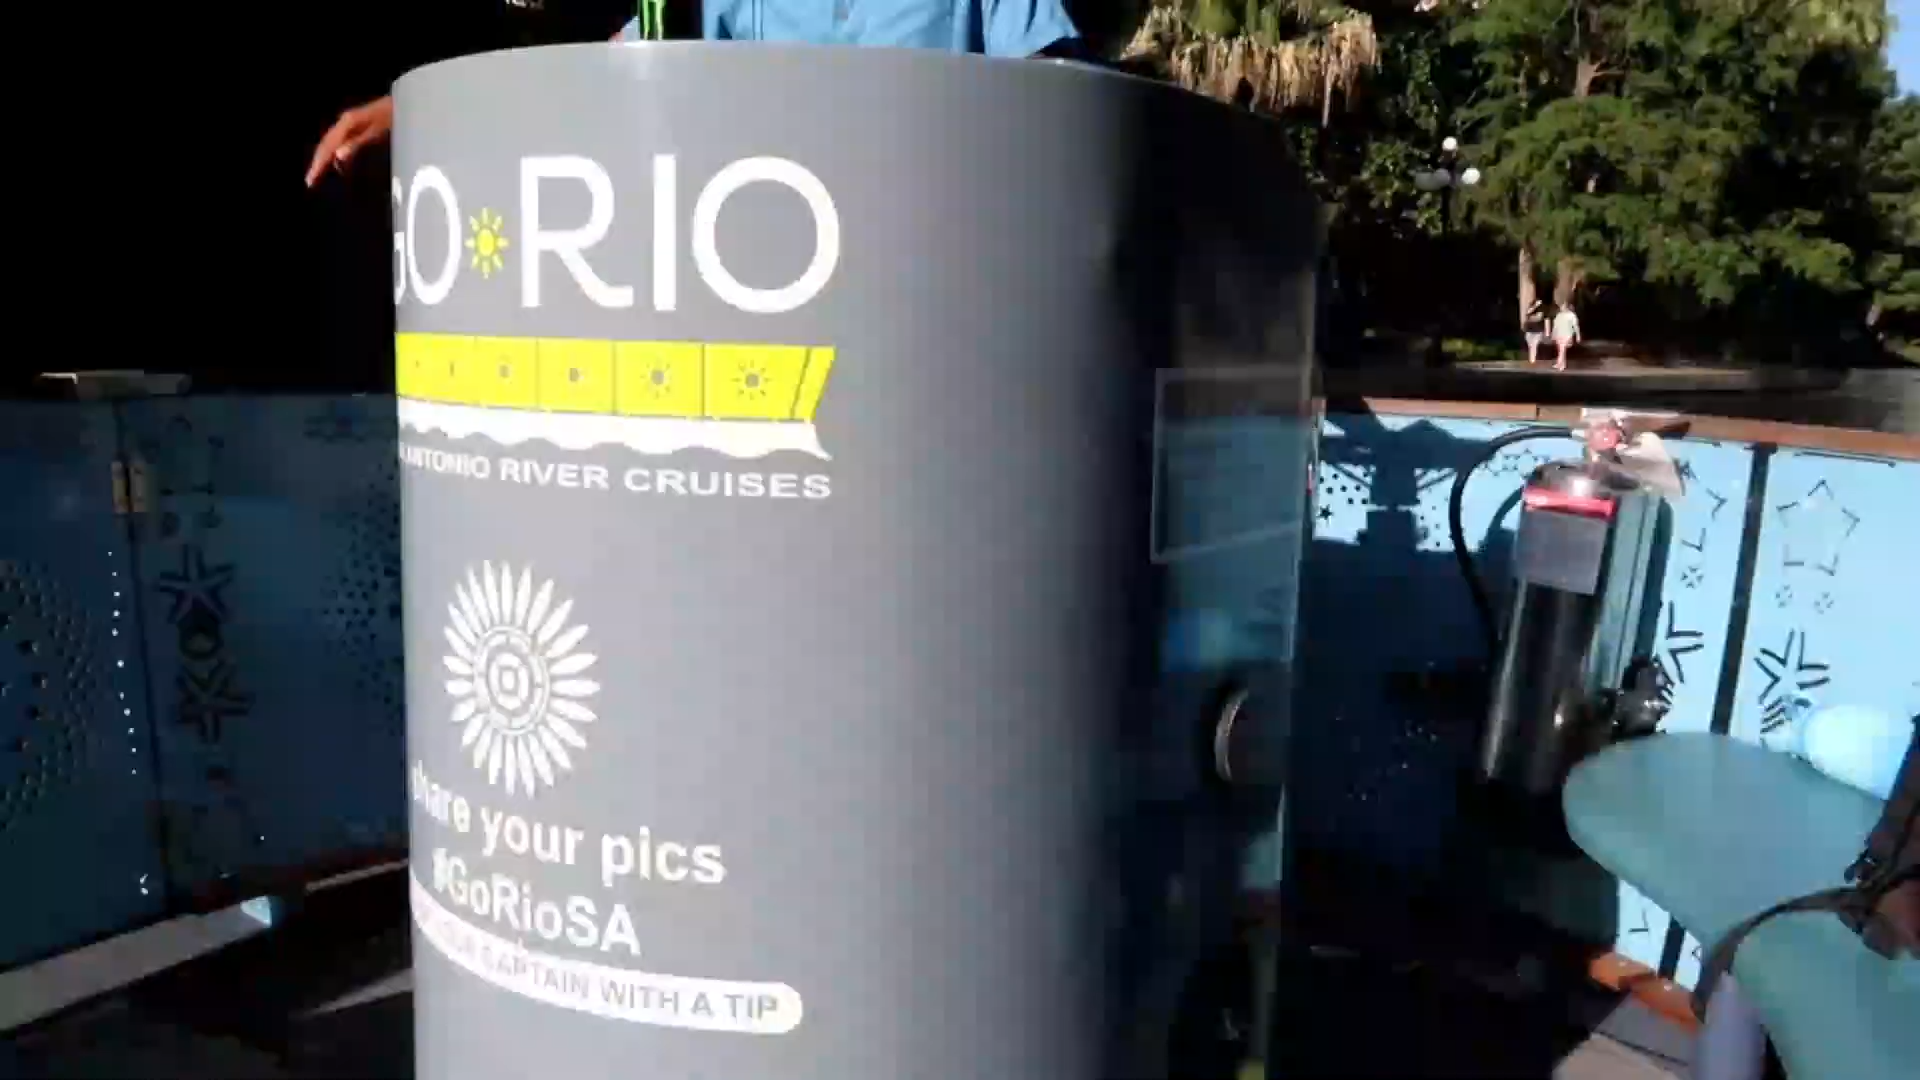 GO RIO
ANTONIO RIVER CRUISES
share your pics
#GoRioSA
CAPTAIN WITH A TIP